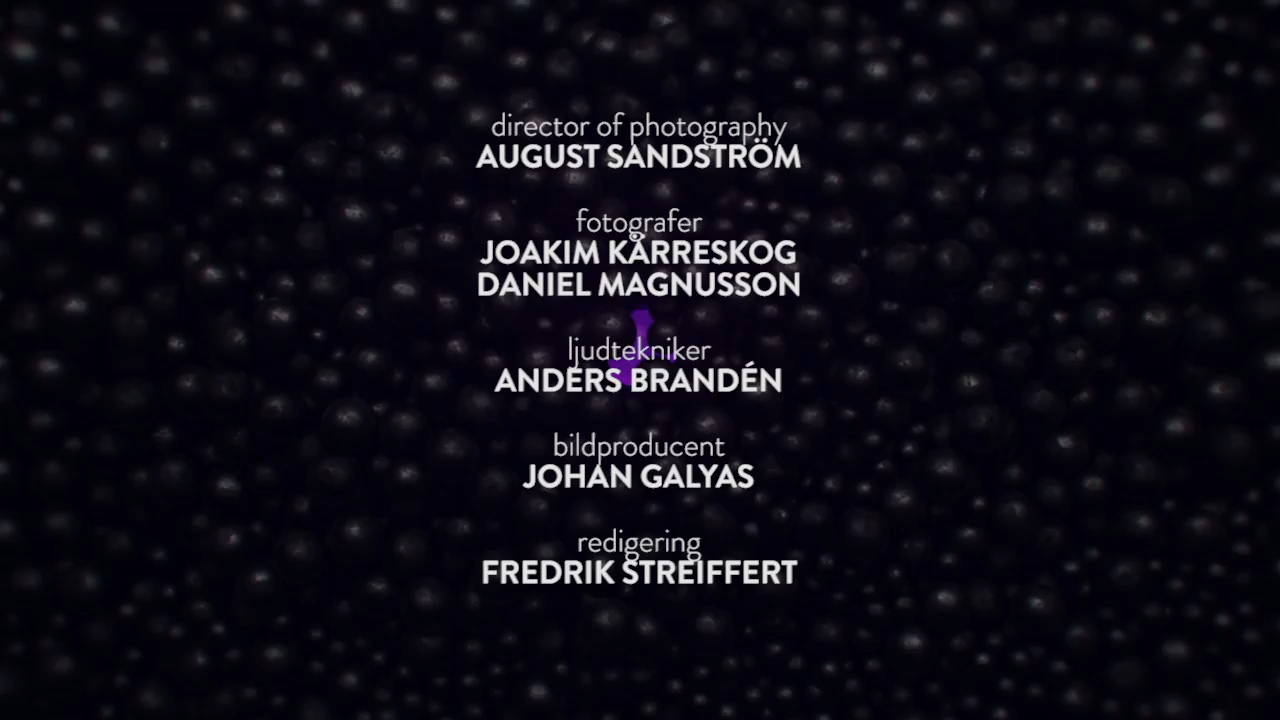 director of photography
AUGUST SANDSTRÖM
fotografer
JOAKIM KÅRRESKOG
DANIEL MAGNUSSON
ljudtekniker
ANDERS BRANDÉN
bildproducent
JOHAN GALYAS
redigering
FREDRIK STREIFFERT